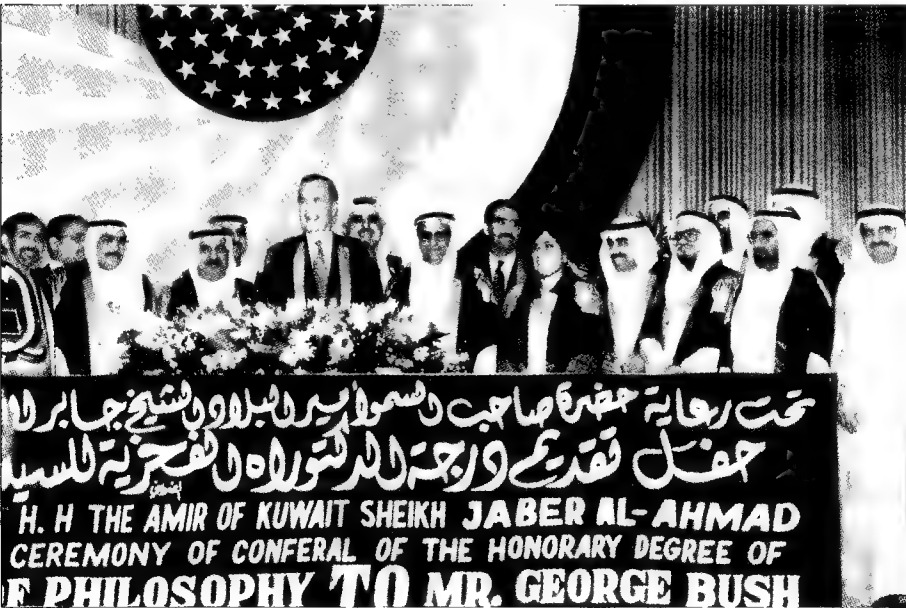 تحت رعاية حضرة صاحب السمو أمير البلاد الشيخ جابر ال
حفل تقديم درجة الدكتوراه الفخرية للسيد
H. H THE AMIR OF KUWAIT SHEIKH JABER AL-AHMAD
CEREMONY OF CONFERAL OF THE HONORARY DEGREE OF
F PHILOSOPHY TO MR. GEORGE BUSH